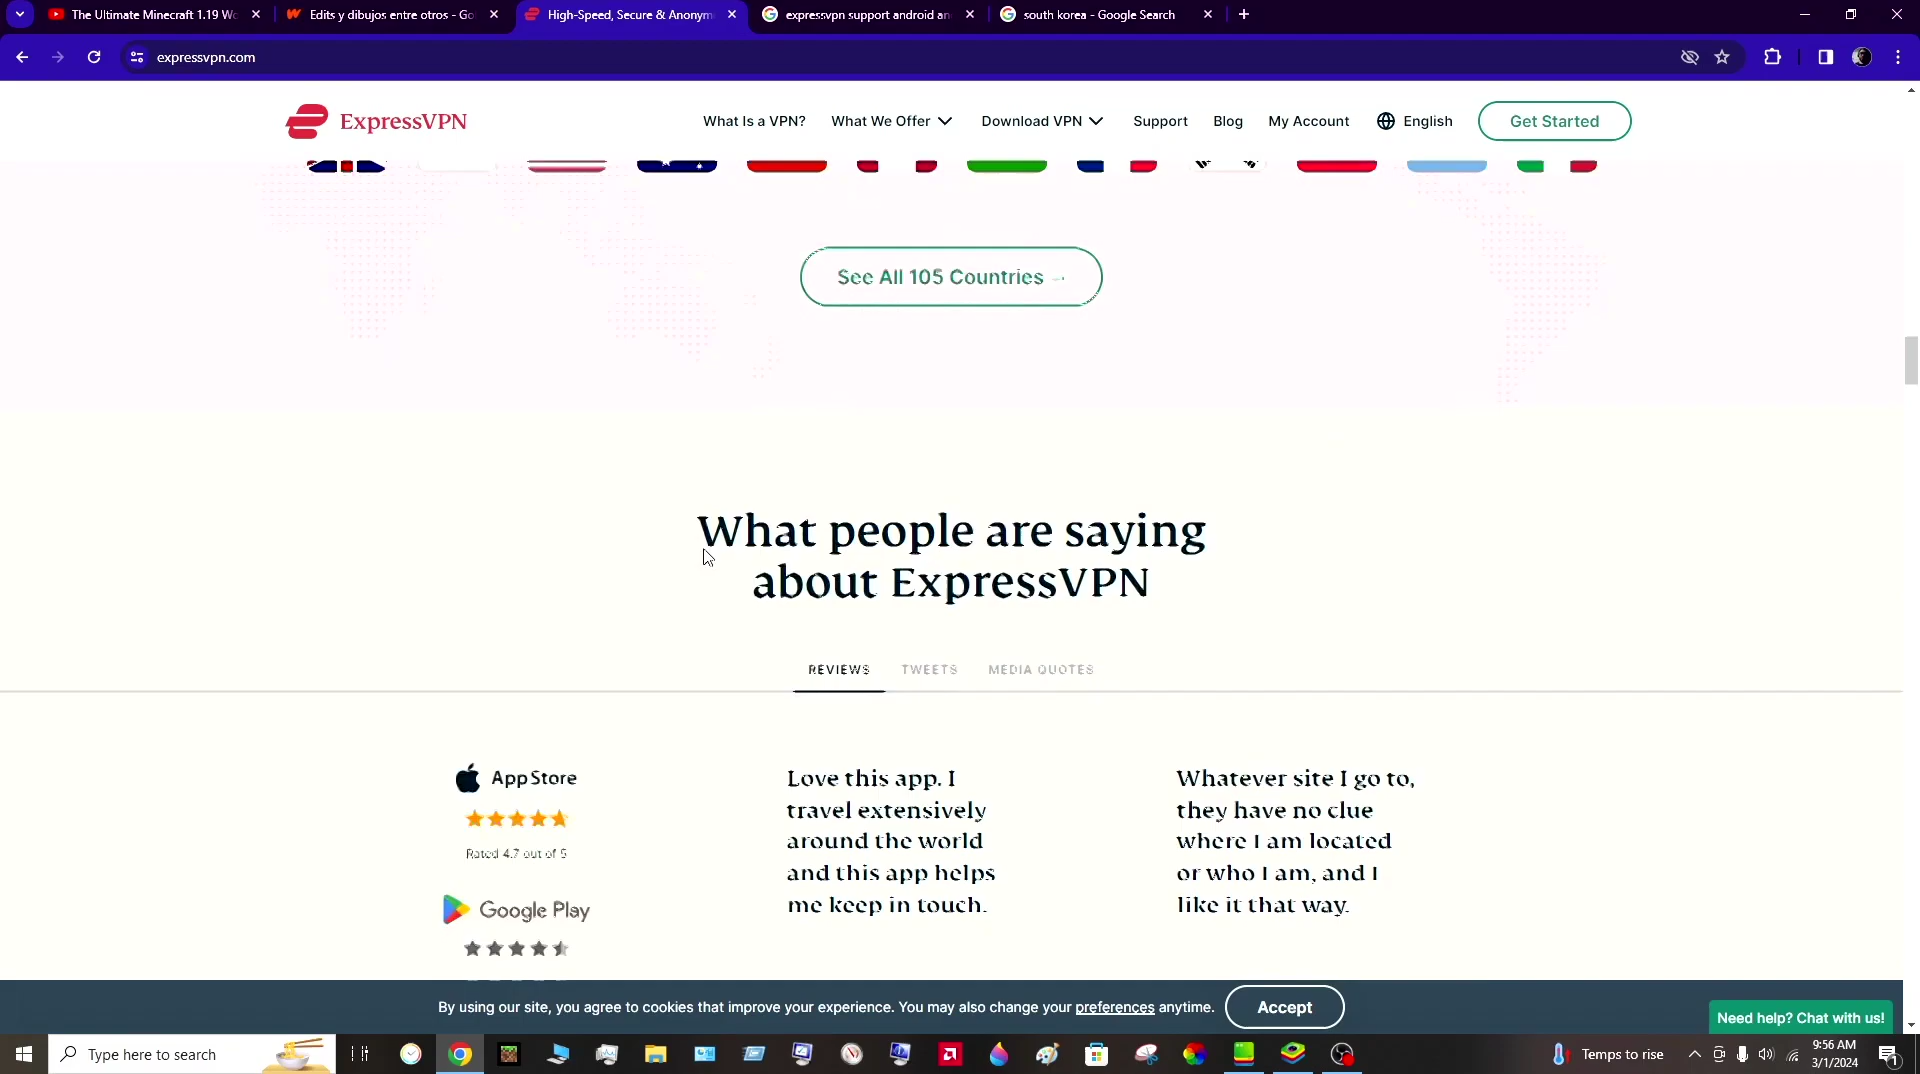 The Ultimate Minecraft 1.19 Wo
Edits y dibujos entre otros - Go
High-Speed, Secure & Anonym
expressvpn support android an
south korea - Google Search
expressvpn.com
ExpressVPN
What Is a VPN?
What We Offer
Download VPN
Support
Blog
My Account
English
Get Started
See All 105 Countries →
What people are saying
about ExpressVPN
REVIEWS
TWEETS
MEDIA QUOTES
App Store
Rated 4.7 out of 5
Google Play
Love this app. I
travel extensively
around the world
and this app helps
me keep in touch.
Whatever site I go to,
they have no clue
where I am located
or who I am, and I
like it that way.
By using our site, you agree to cookies that improve your experience. You may also change your preferences anytime.
Accept
Need help? Chat with us!
Type here to search
Temps to rise
9:56 AM
3/1/2024
1